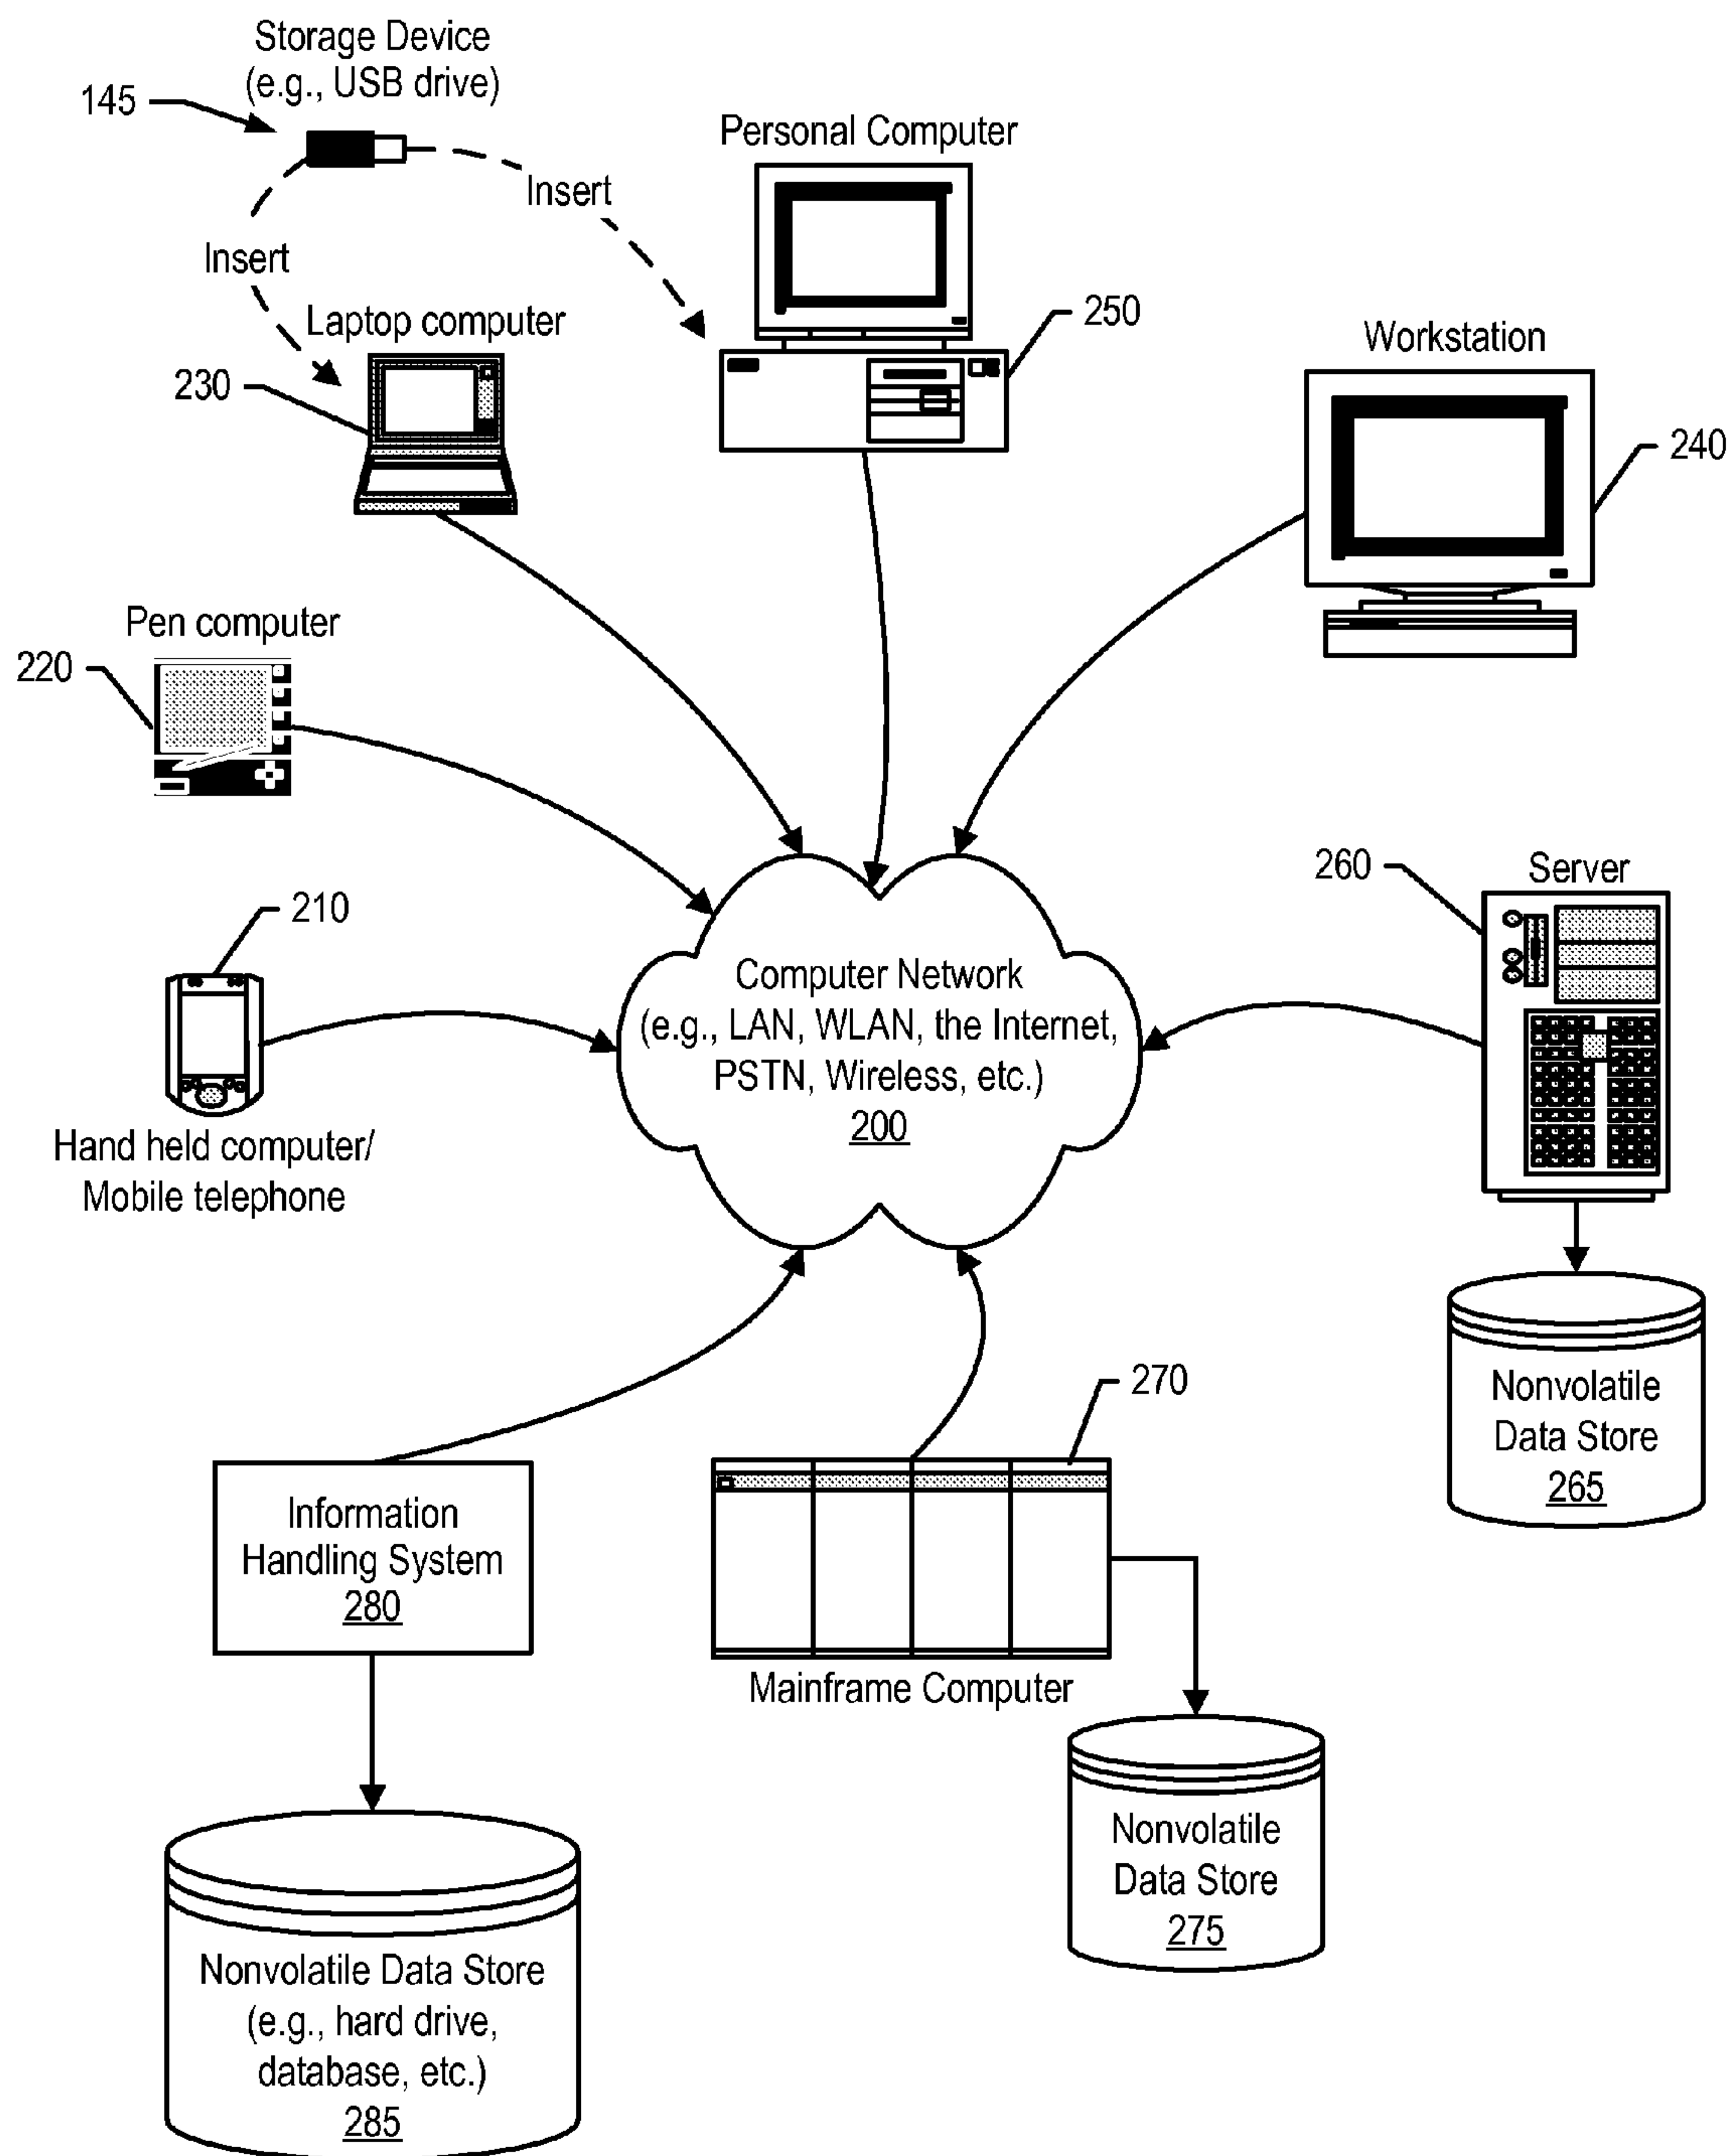 Storage Device
(e.g., USB drive)
145
Personal Computer
Insert
Insert
Laptop computer
250
Workstation
230
240
Pen computer
220
260
Server
210
Computer Network
(e.g., LAN, WLAN, the Internet,
PSTN, Wireless, etc.)
200
Hand held computer/
Mobile telephone
270
Nonvolatile
Data Store
265
Information
Handling System
280
Mainframe Computer
Nonvolatile
Data Store
275
Nonvolatile Data Store
(e.g., hard drive,
database, etc.)
285